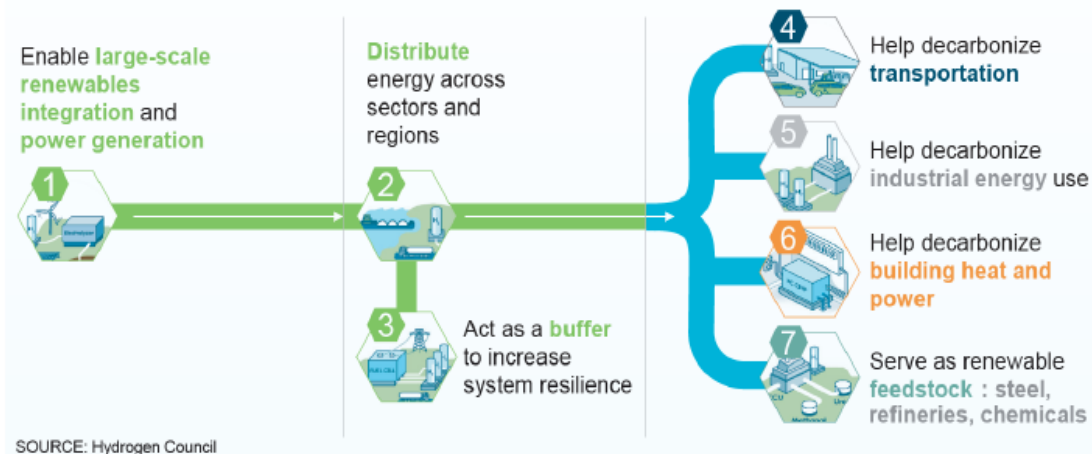 Enable large-scale
renewables
integration and
power generation
1
Electrolyzer
Distribute
energy across
sectors and
regions
2
3
Act as a buffer
to increase
system resilience
4
Help decarbonize
transportation
5
Help decarbonize
industrial energy use
6
Help decarbonize
building heat and
power
7
Serve as renewable
feedstock : steel,
refineries, chemicals
SOURCE: Hydrogen Council